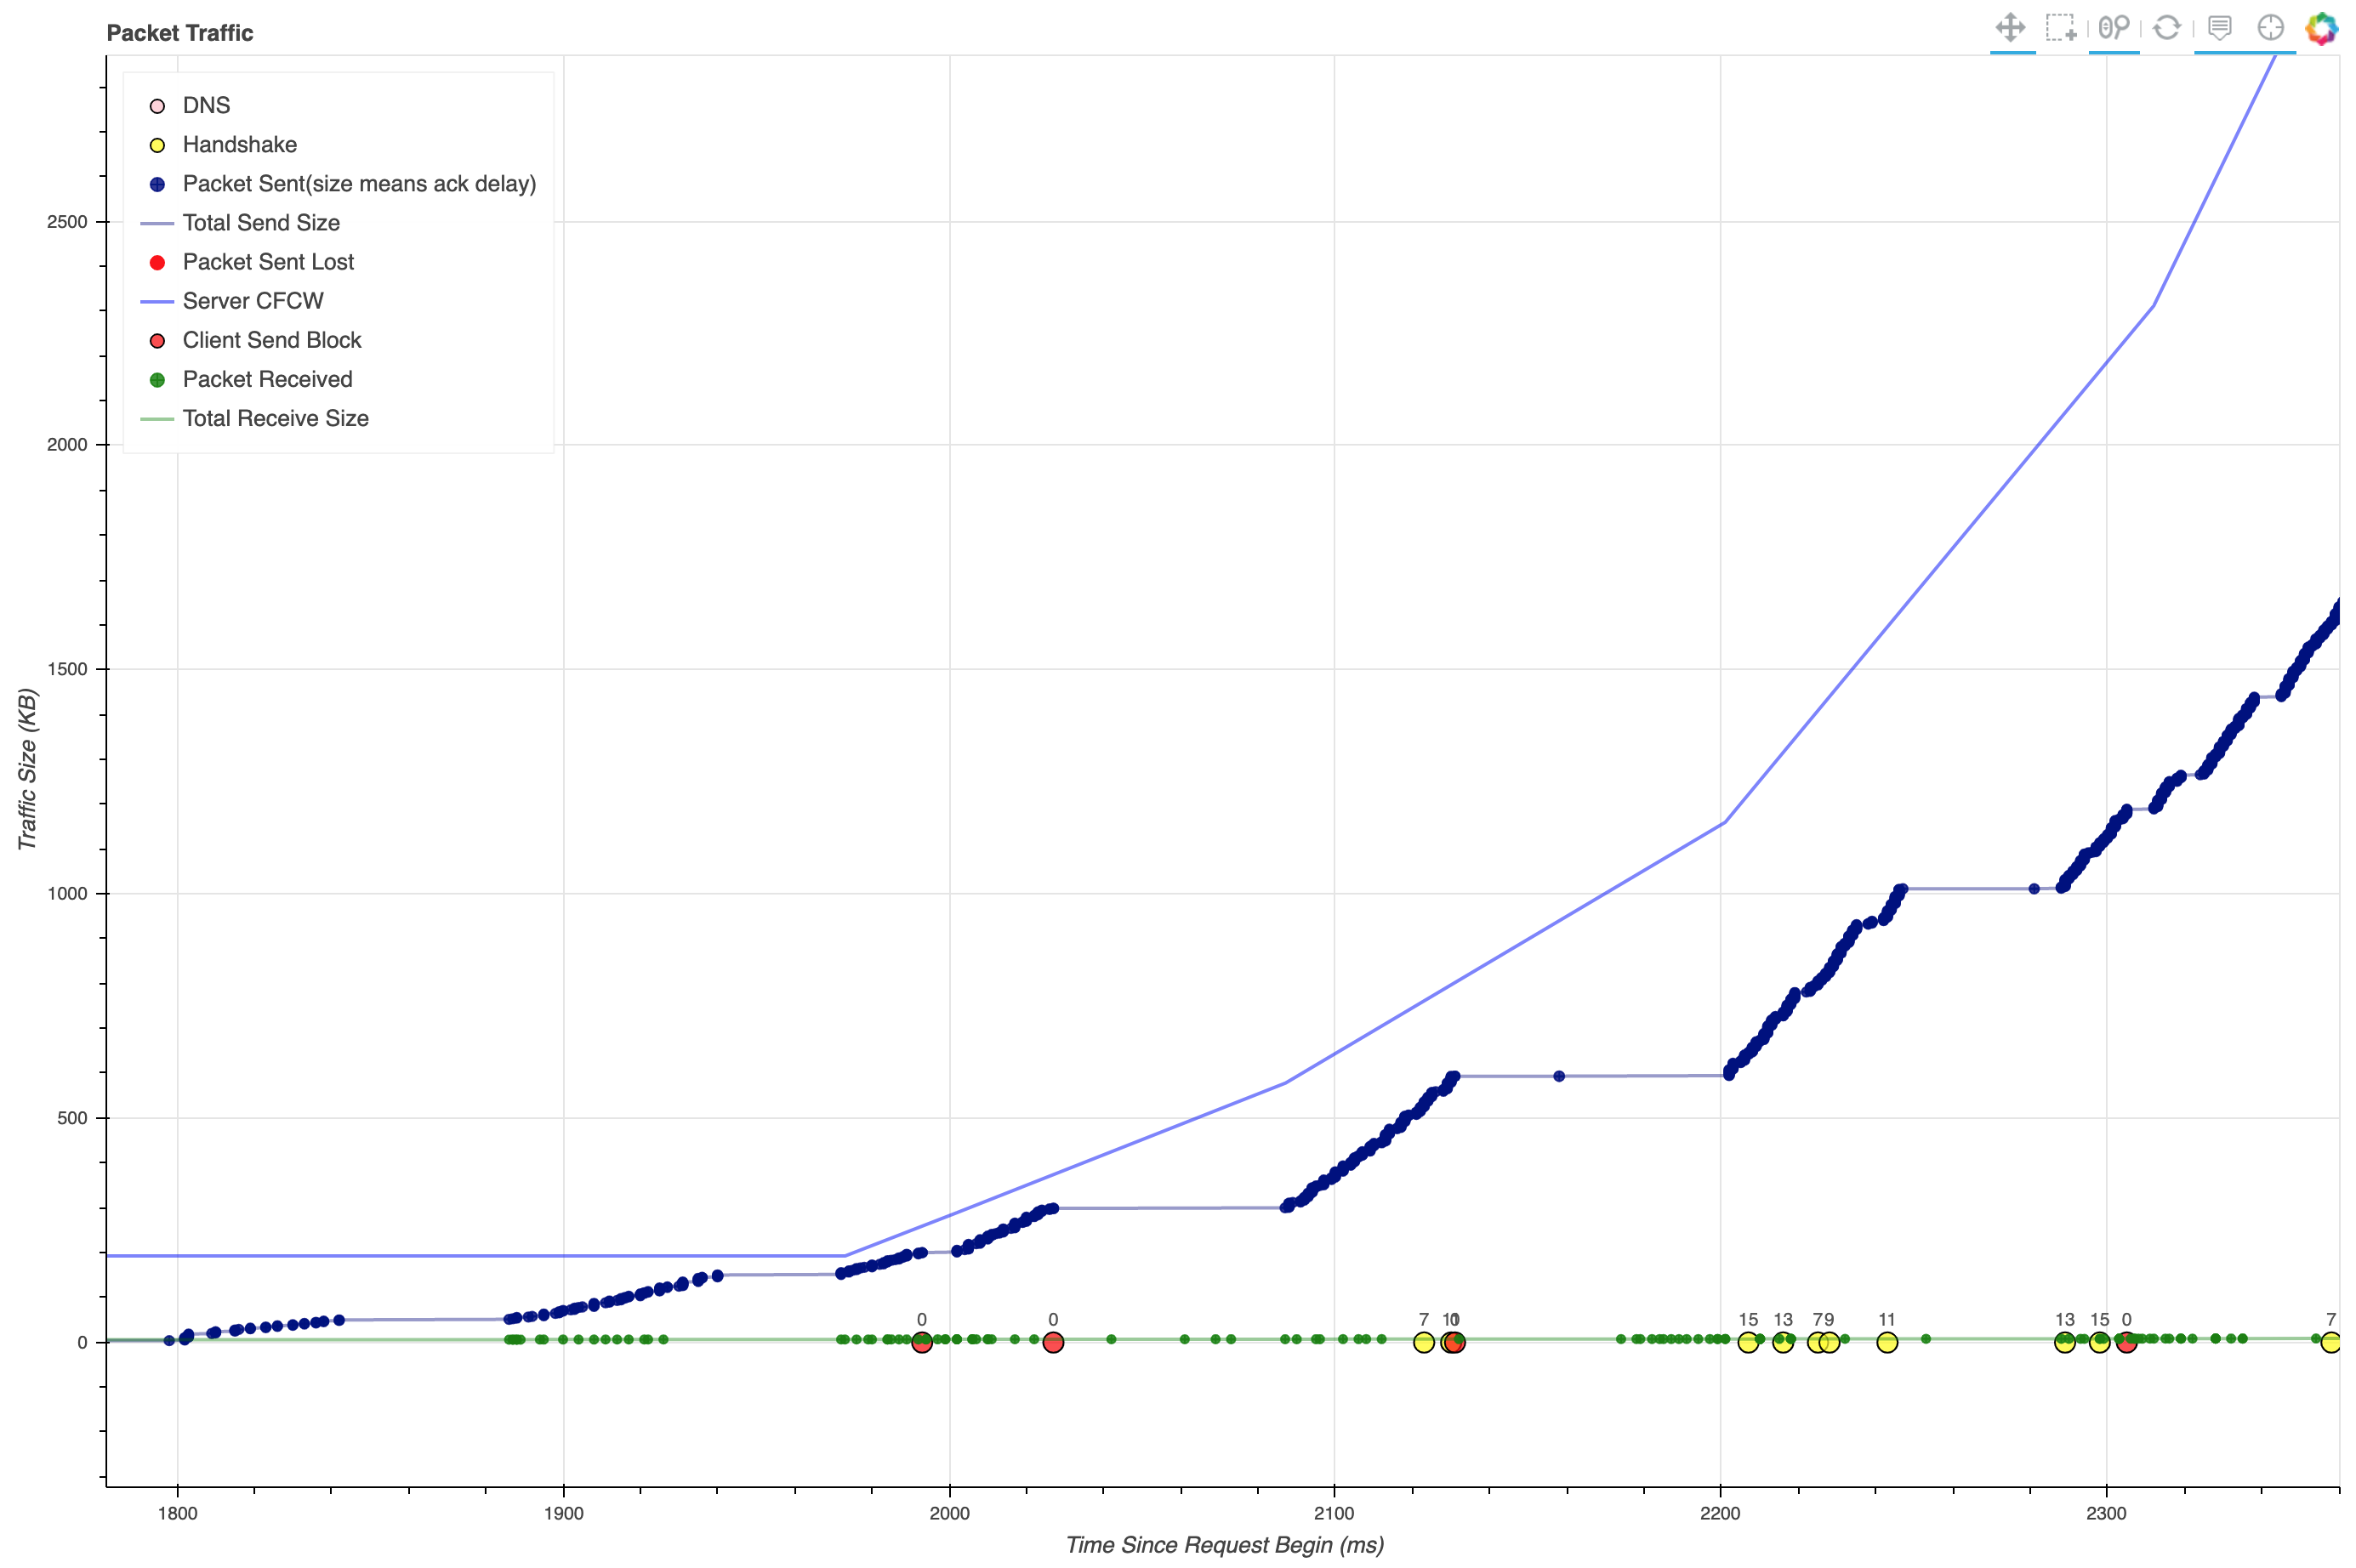 Packet Traffic
DNS
Handshake
Packet Sent(size means ack delay)
Total Send Size
Packet Sent Lost
Server CFCW
Client Send Block
Packet Received
Total Receive Size
2500
2000
1500
1000
500
0
Traffic Size (KB)
0 0 7 15 13 7 9 11 13 15 0 7
1800 1900 2000 2100 2200 2300
Time Since Request Begin (ms)